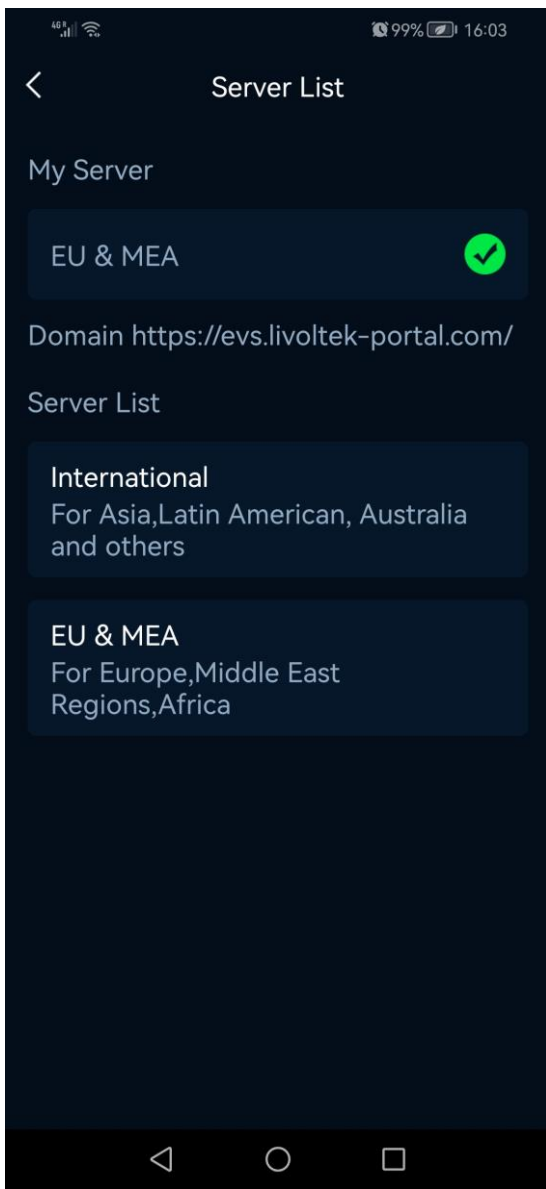 4G R 99% 16:03
Server List
My Server
EU & MEA
Domain https://evs.livoltek-portal.com/
Server List
International
For Asia,Latin American, Australia
and others
EU & MEA
For Europe,Middle East
Regions,Africa